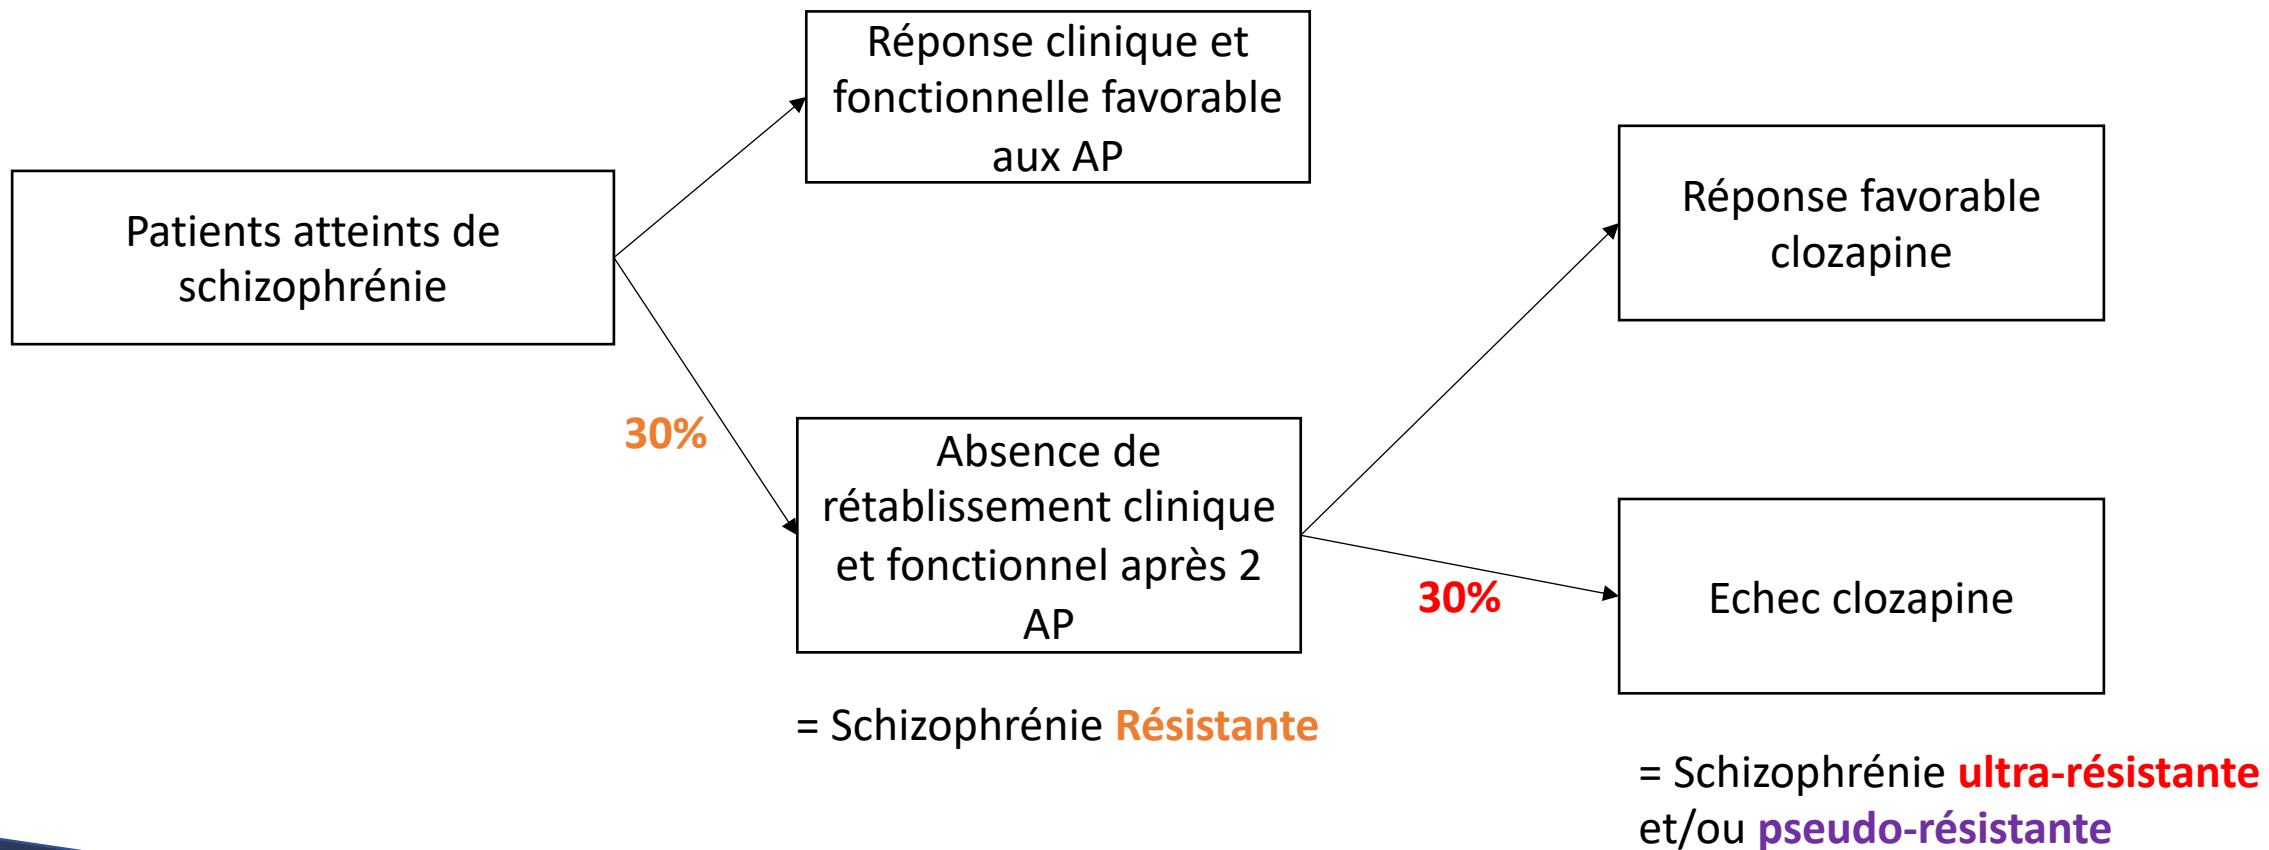 Patients atteints de
schizophrénie
Réponse clinique et
fonctionnelle favorable
aux AP
30%
Absence de
rétablissement clinique
et fonctionnel après 2
AP
= Schizophrénie Résistante
Réponse favorable
clozapine
30%
Echec clozapine
= Schizophrénie ultra-résistante
et/ou pseudo-résistante